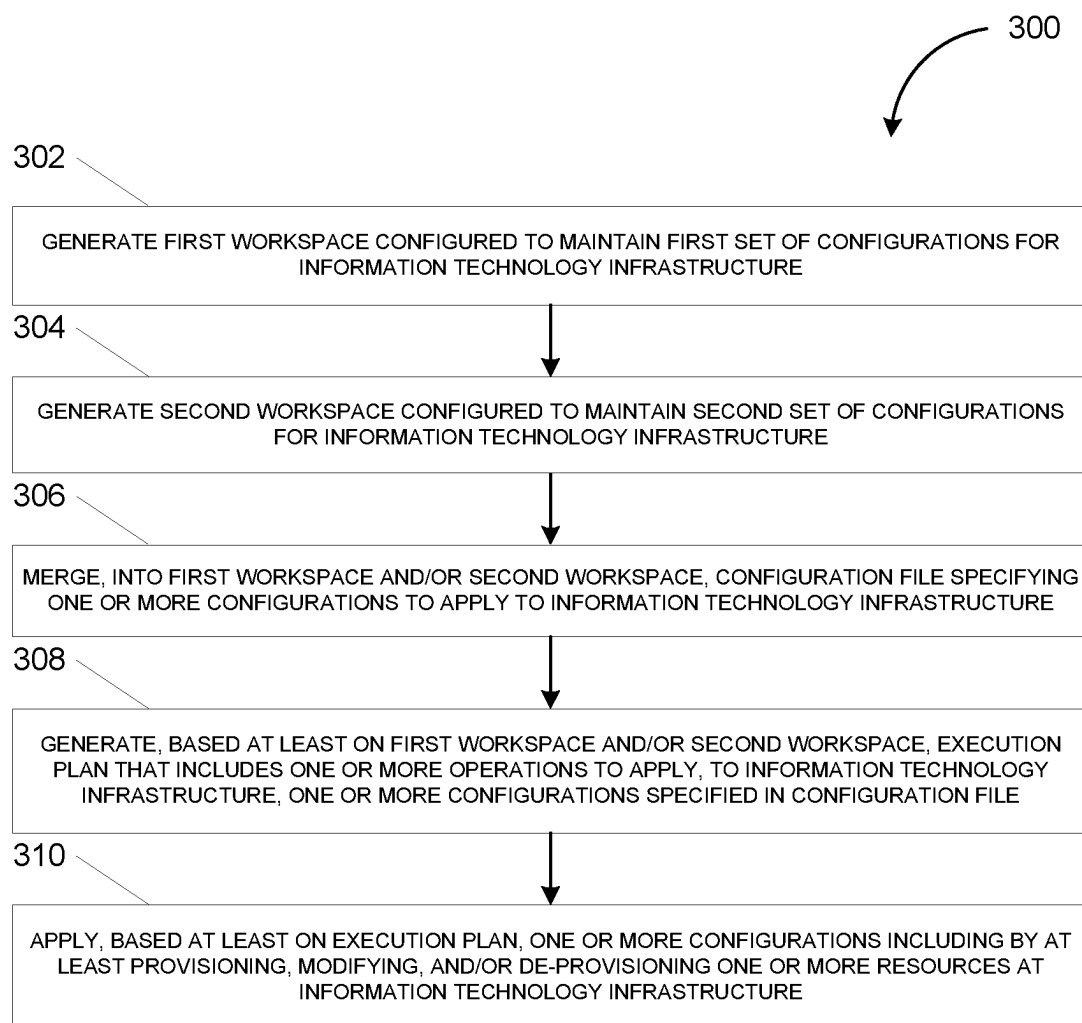 300
302
GENERATE FIRST WORKSPACE CONFIGURED TO MAINTAIN FIRST SET OF CONFIGURATIONS FOR
INFORMATION TECHNOLOGY INFRASTRUCTURE
304
GENERATE SECOND WORKSPACE CONFIGURED TO MAINTAIN SECOND SET OF CONFIGURATIONS
FOR INFORMATION TECHNOLOGY INFRASTRUCTURE
306
MERGE, INTO FIRST WORKSPACE AND/OR SECOND WORKSPACE, CONFIGURATION FILE SPECIFYING
ONE OR MORE CONFIGURATIONS TO APPLY TO INFORMATION TECHNOLOGY INFRASTRUCTURE
308
GENERATE, BASED AT LEAST ON FIRST WORKSPACE AND/OR SECOND WORKSPACE, EXECUTION
PLAN THAT INCLUDES ONE OR MORE OPERATIONS TO APPLY, TO INFORMATION TECHNOLOGY
INFRASTRUCTURE, ONE OR MORE CONFIGURATIONS SPECIFIED IN CONFIGURATION FILE
310
APPLY, BASED AT LEAST ON EXECUTION PLAN, ONE OR MORE CONFIGURATIONS INCLUDING BY AT
LEAST PROVISIONING, MODIFYING, AND/OR DE-PROVISIONING ONE OR MORE RESOURCES AT
INFORMATION TECHNOLOGY INFRASTRUCTURE